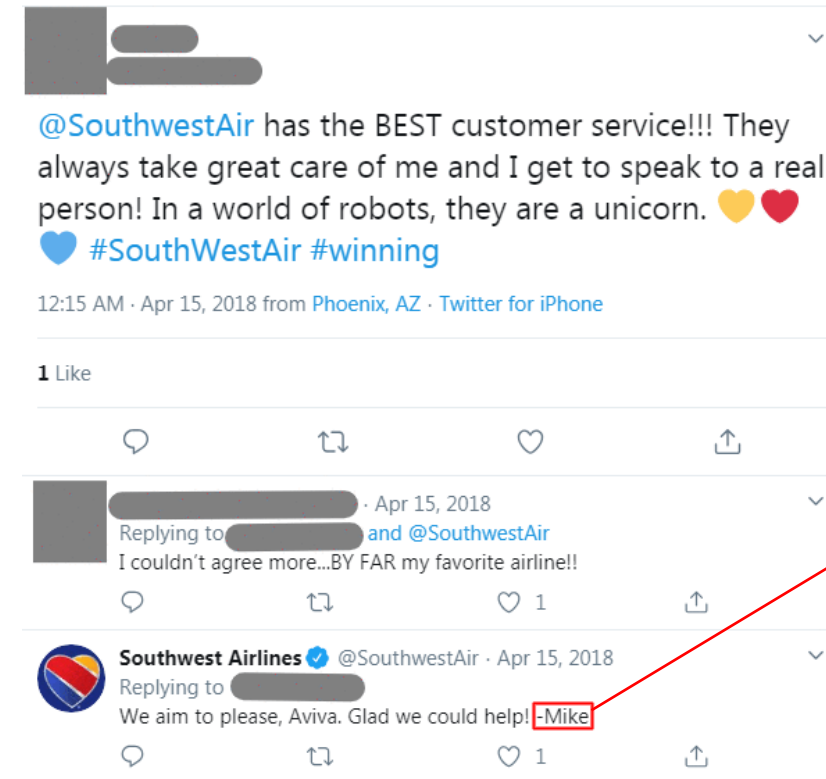 @SouthwestAir has the BEST customer service!!! They
always take great care of me and I get to speak to a real
person! In a world of robots, they are a unicorn. 💛❤️
💙 #SouthWestAir #winning
12:15 AM · Apr 15, 2018 from Phoenix, AZ · Twitter for iPhone
1 Like
· Apr 15, 2018
Replying to and @SouthwestAir
I couldn't agree more...BY FAR my favorite airline!!
1
Southwest Airlines @SouthwestAir · Apr 15, 2018
Replying to
We aim to please, Aviva. Glad we could help! -Mike
1